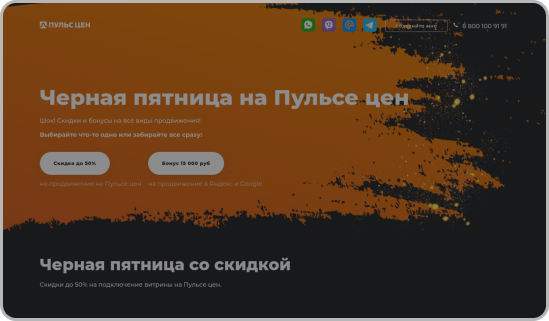 ПУЛЬС ЦЕН
8 800 100 91 91
Черная пятница на Пульсе цен
Шок! Скидки и бонусы на все виды продвижения!
Выбирайте что-то одно или забирайте все сразу:
Скидка до 50%
Бонус 15 000 руб
на продвижение на Пульсе цен
на продвижение в Яндекс и Google
Черная пятница со скидкой
Скидки до 50% на подключение витрины на Пульсе цен.